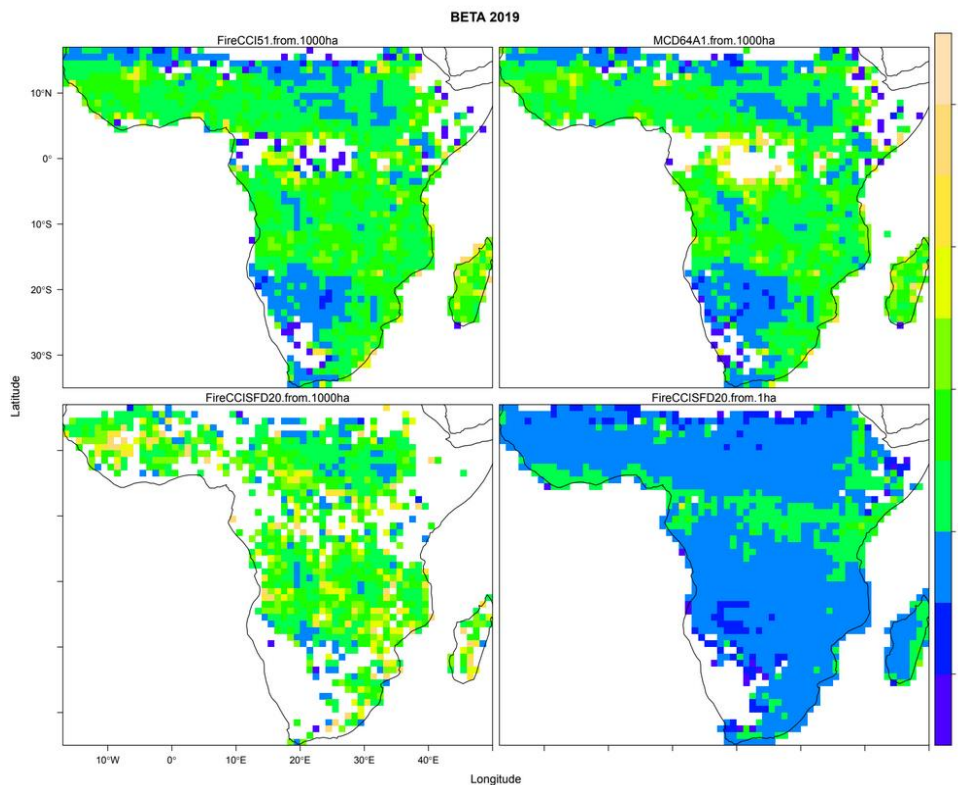 BETA 2019
FireCCI51.from.1000ha
MCD64A1.from.1000ha
10°N
0°
10°S
20°S
30°S
Latitude
FireCCISFD20.from.1000ha
FireCCISFD20.from.1ha
10°W
0°
10°E
20°E
30°E
40°E
Longitude